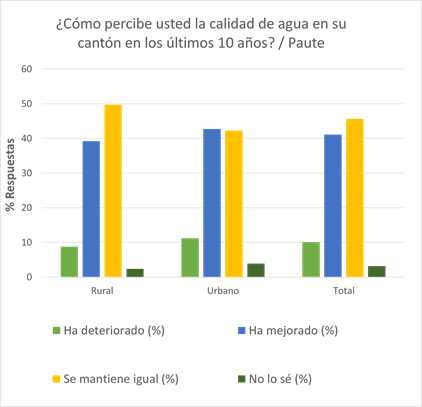 ¿Cómo percibe usted la calidad de agua en su
cantón en los últimos 10 años? / Paute
60
50
40
30
20
10
0
% Respuestas
Rural
Urbano
Total
Ha deteriorado (%)
Ha mejorado (%)
Se mantiene igual (%)
No lo sé (%)